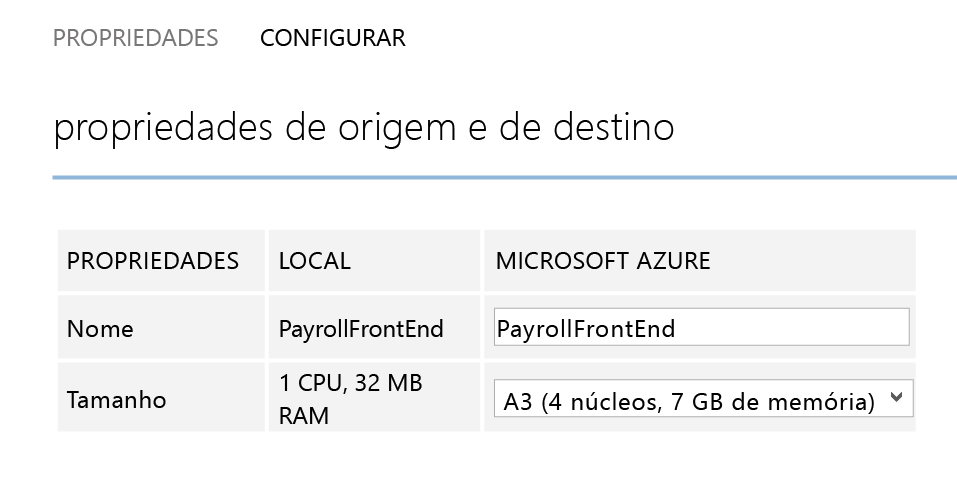 PROPRIEDADES CONFIGURAR
propriedades de origem e de destino
PROPRIEDADES LOCAL MICROSOFT AZURE
Nome PayrollFrontEnd PayrollFrontEnd
Tamanho 1 CPU, 32 MB RAM A3 (4 núcleos, 7 GB de memória)